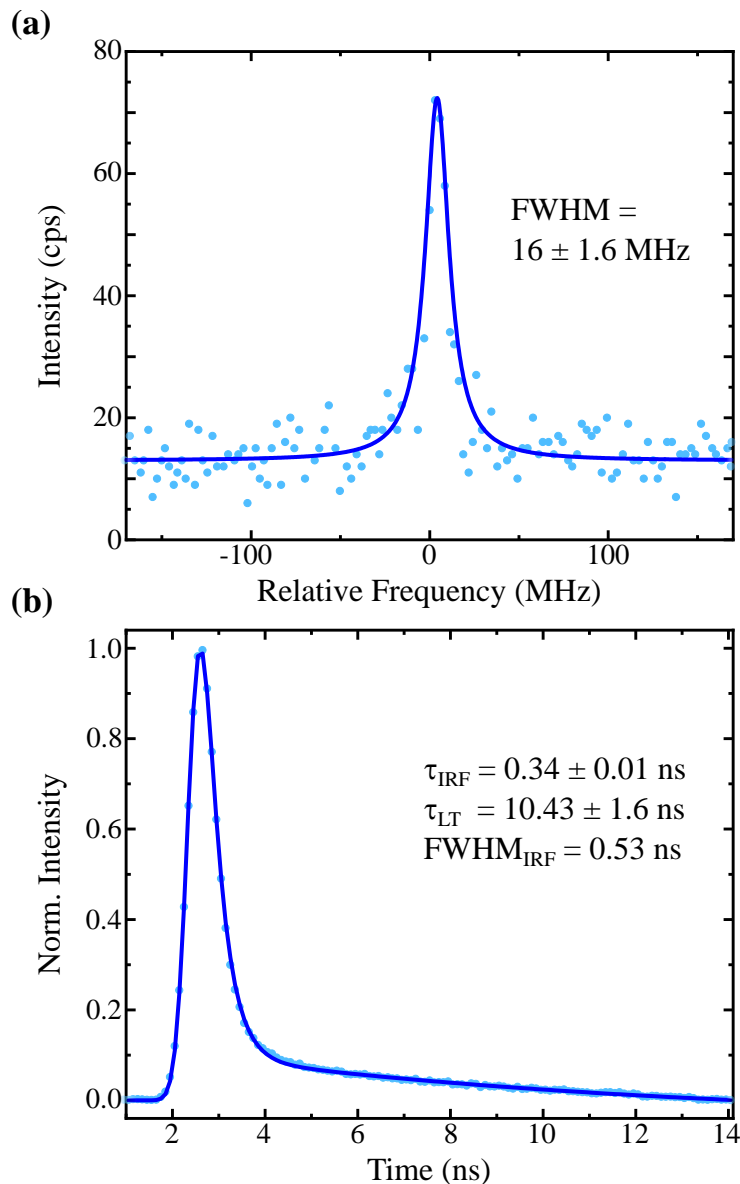 (a)
80
60
40
20
0
Intensity (cps)
FWHM =
16 ± 1.6 MHz
-100 0 100
Relative Frequency (MHz)
(b)
1.0
0.8
0.6
0.4
0.2
0.0
Norm. Intensity
τIRF = 0.34 ± 0.01 ns
τLT = 10.43 ± 1.6 ns
FWHMIRF = 0.53 ns
2 4 6 8 10 12 14
Time (ns)